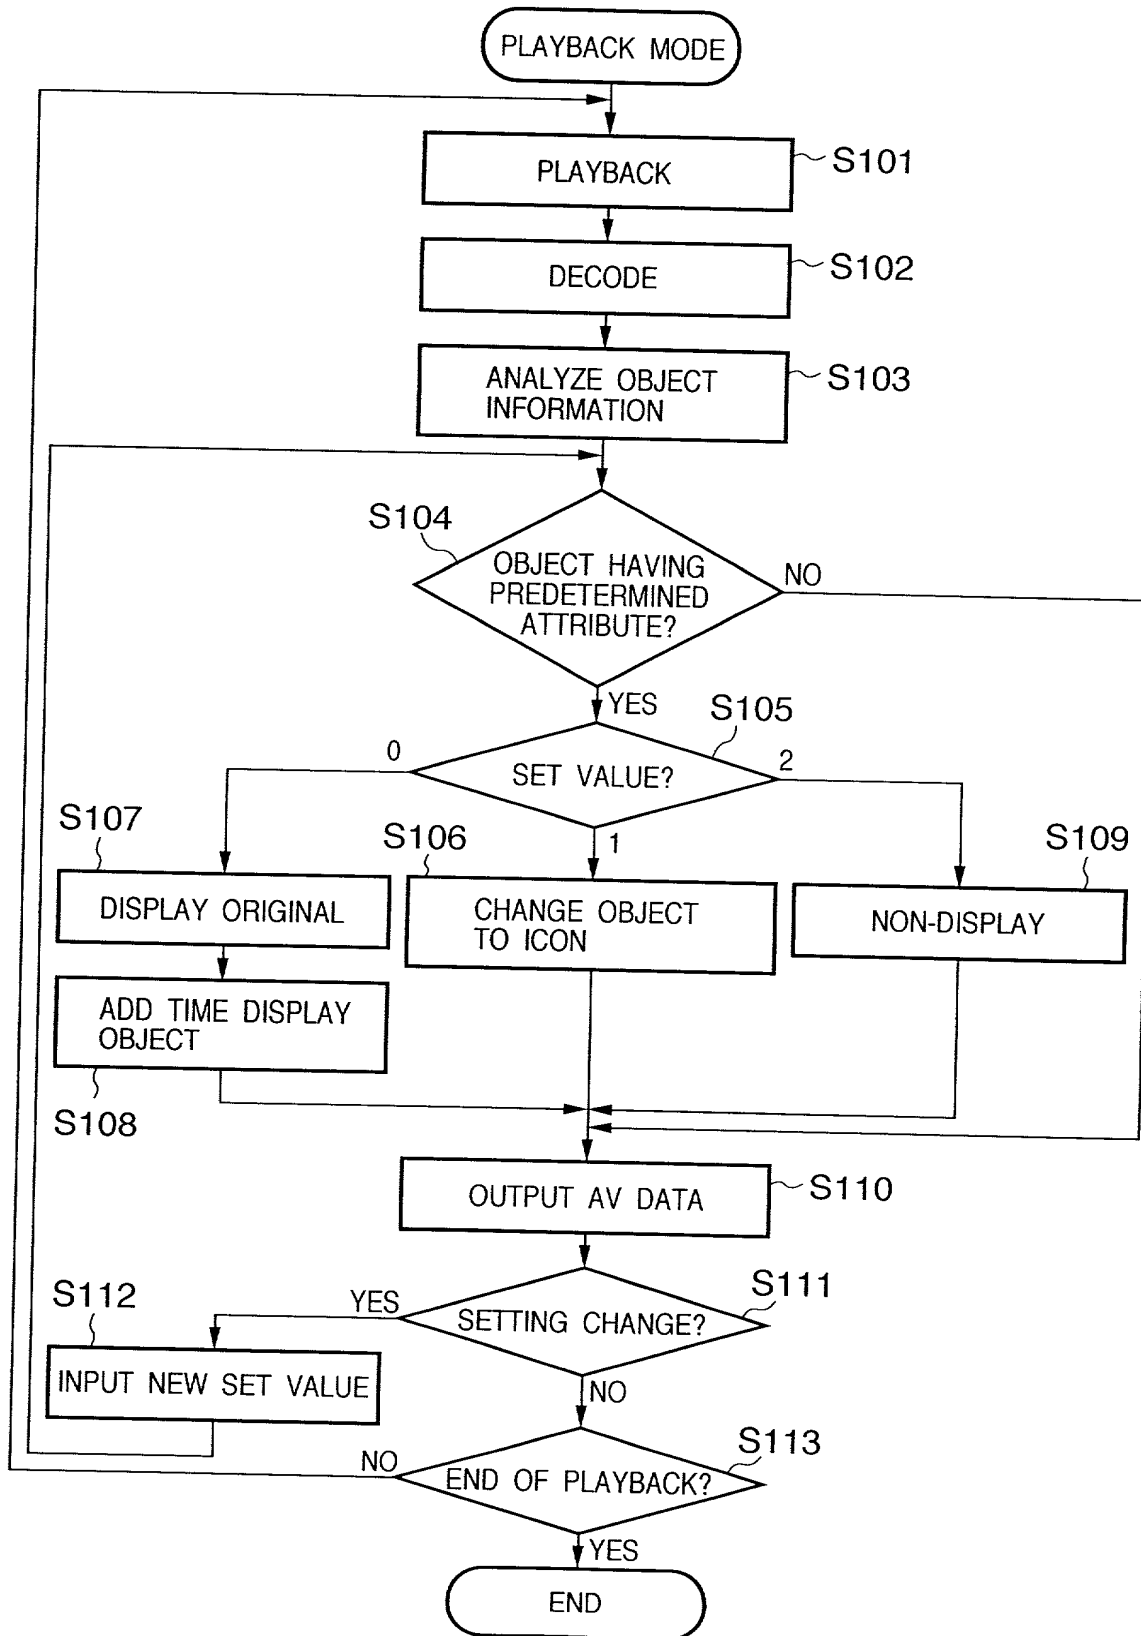 PLAYBACK MODE
PLAYBACK
S101
DECODE
S102
ANALYZE OBJECT
INFORMATION
S103
S104
OBJECT HAVING
PREDETERMINED
ATTRIBUTE?
NO
YES
S105
0
SET VALUE?
2
1
S107
S106
S109
DISPLAY ORIGINAL
CHANGE OBJECT
TO ICON
NON-DISPLAY
ADD TIME DISPLAY
OBJECT
S108
OUTPUT AV DATA
S110
S111
YES
SETTING CHANGE?
S112
INPUT NEW SET VALUE
NO
S113
NO
END OF PLAYBACK?
YES
END